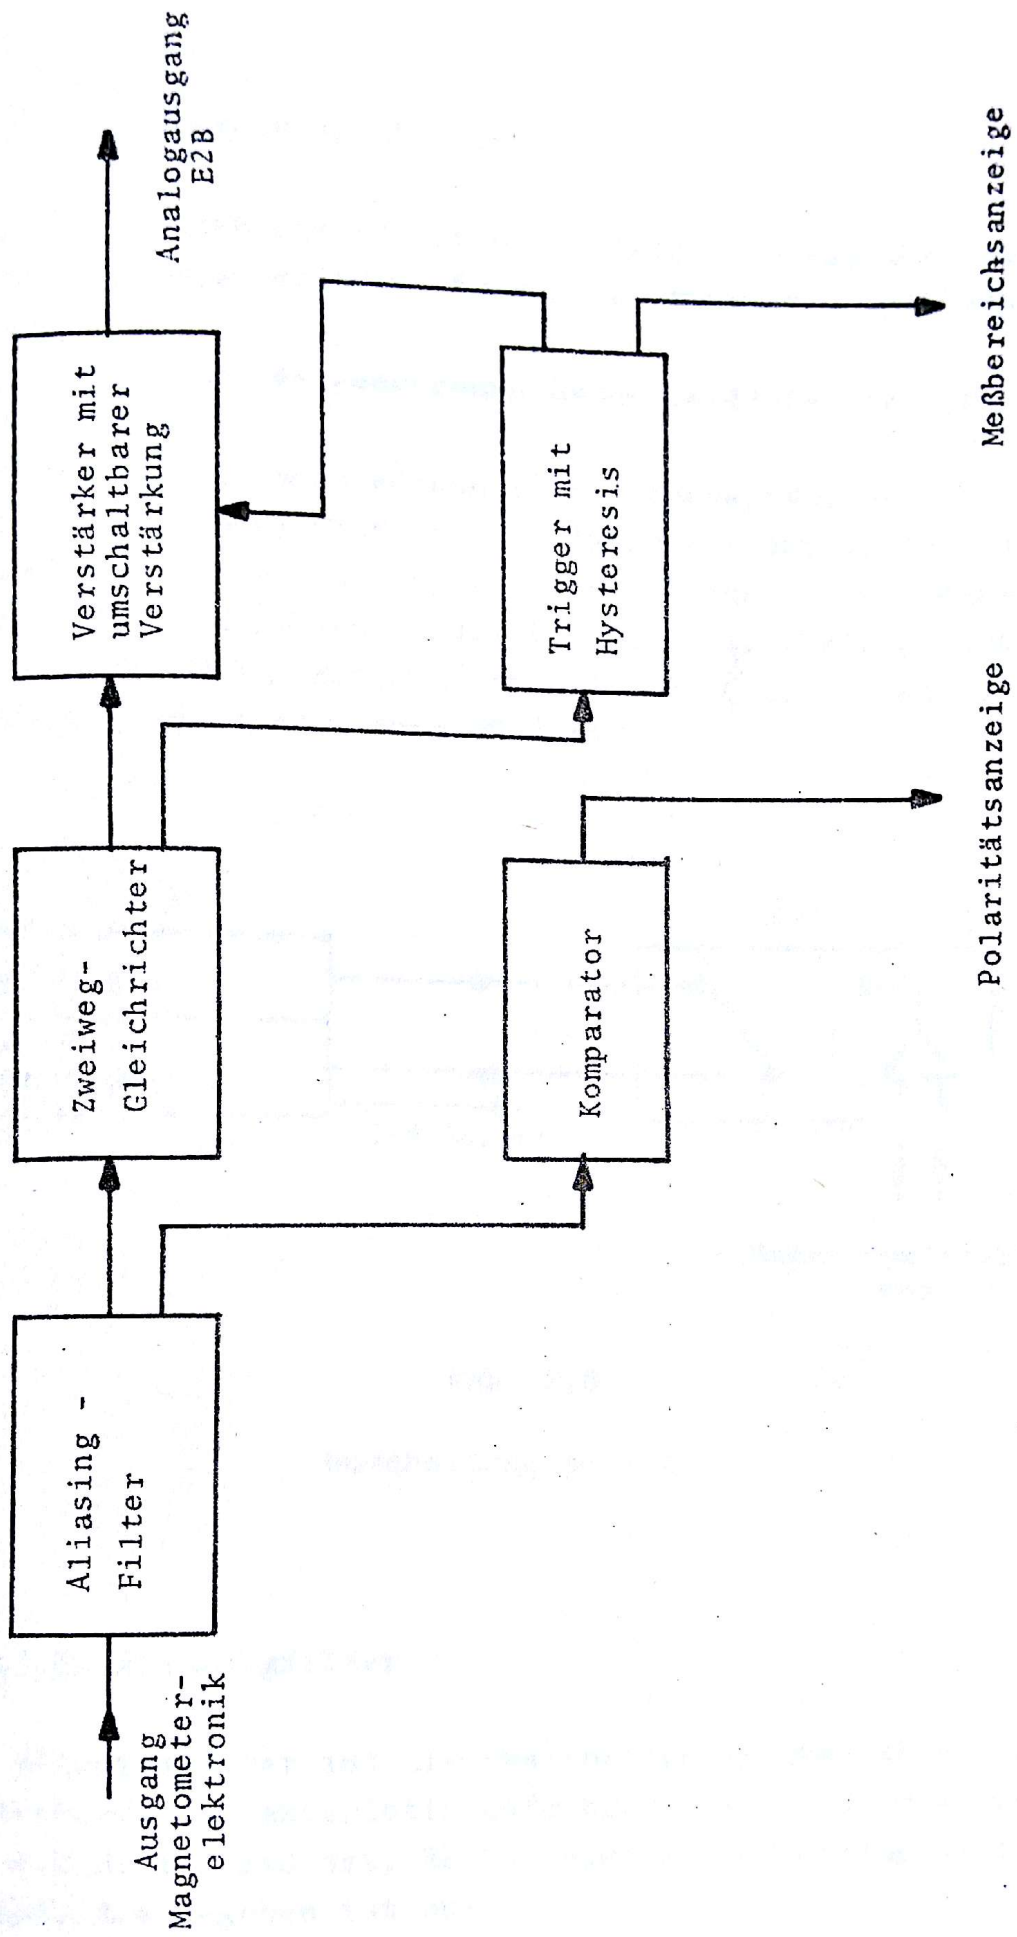 Ausgang
Magnetometer-
elektronik
Aliasing -
Filter
Zweiweg-
Gleichrichter
Verstärker mit
umschaltbarer
Verstärkung
Analogausgang
E2B
Komparator
Trigger mit
Hysteresis
Polaritätsanzeige
Meßbereichsanzeige